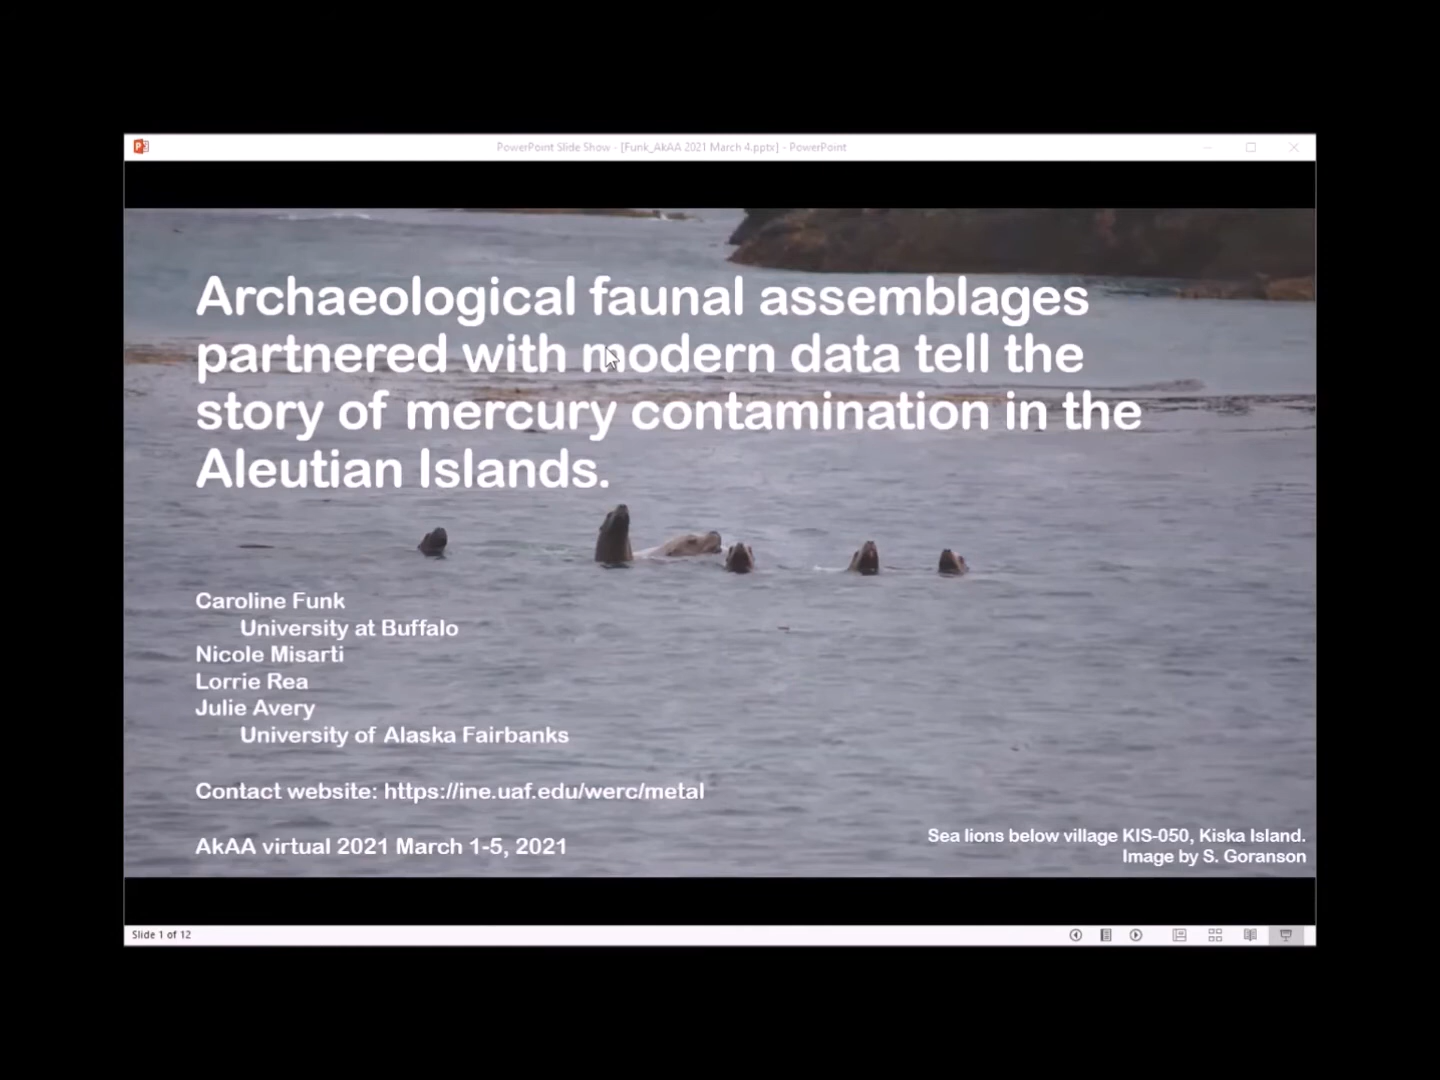 PowerPoint Slide Show - [Funk_AkAA 2021 March 4.pptx] - PowerPoint
Archaeological faunal assemblages
partnered with modern data tell the
story of mercury contamination in the
Aleutian Islands.
Caroline Funk
University at Buffalo
Nicole Misarti
Lorrie Rea
Julie Avery
University of Alaska Fairbanks
Contact website: https://ine.uaf.edu/werc/metal
AkAA virtual 2021 March 1-5, 2021
Sea lions below village KIS-050, Kiska Island.
Image by S. Goranson
Slide 1 of 12